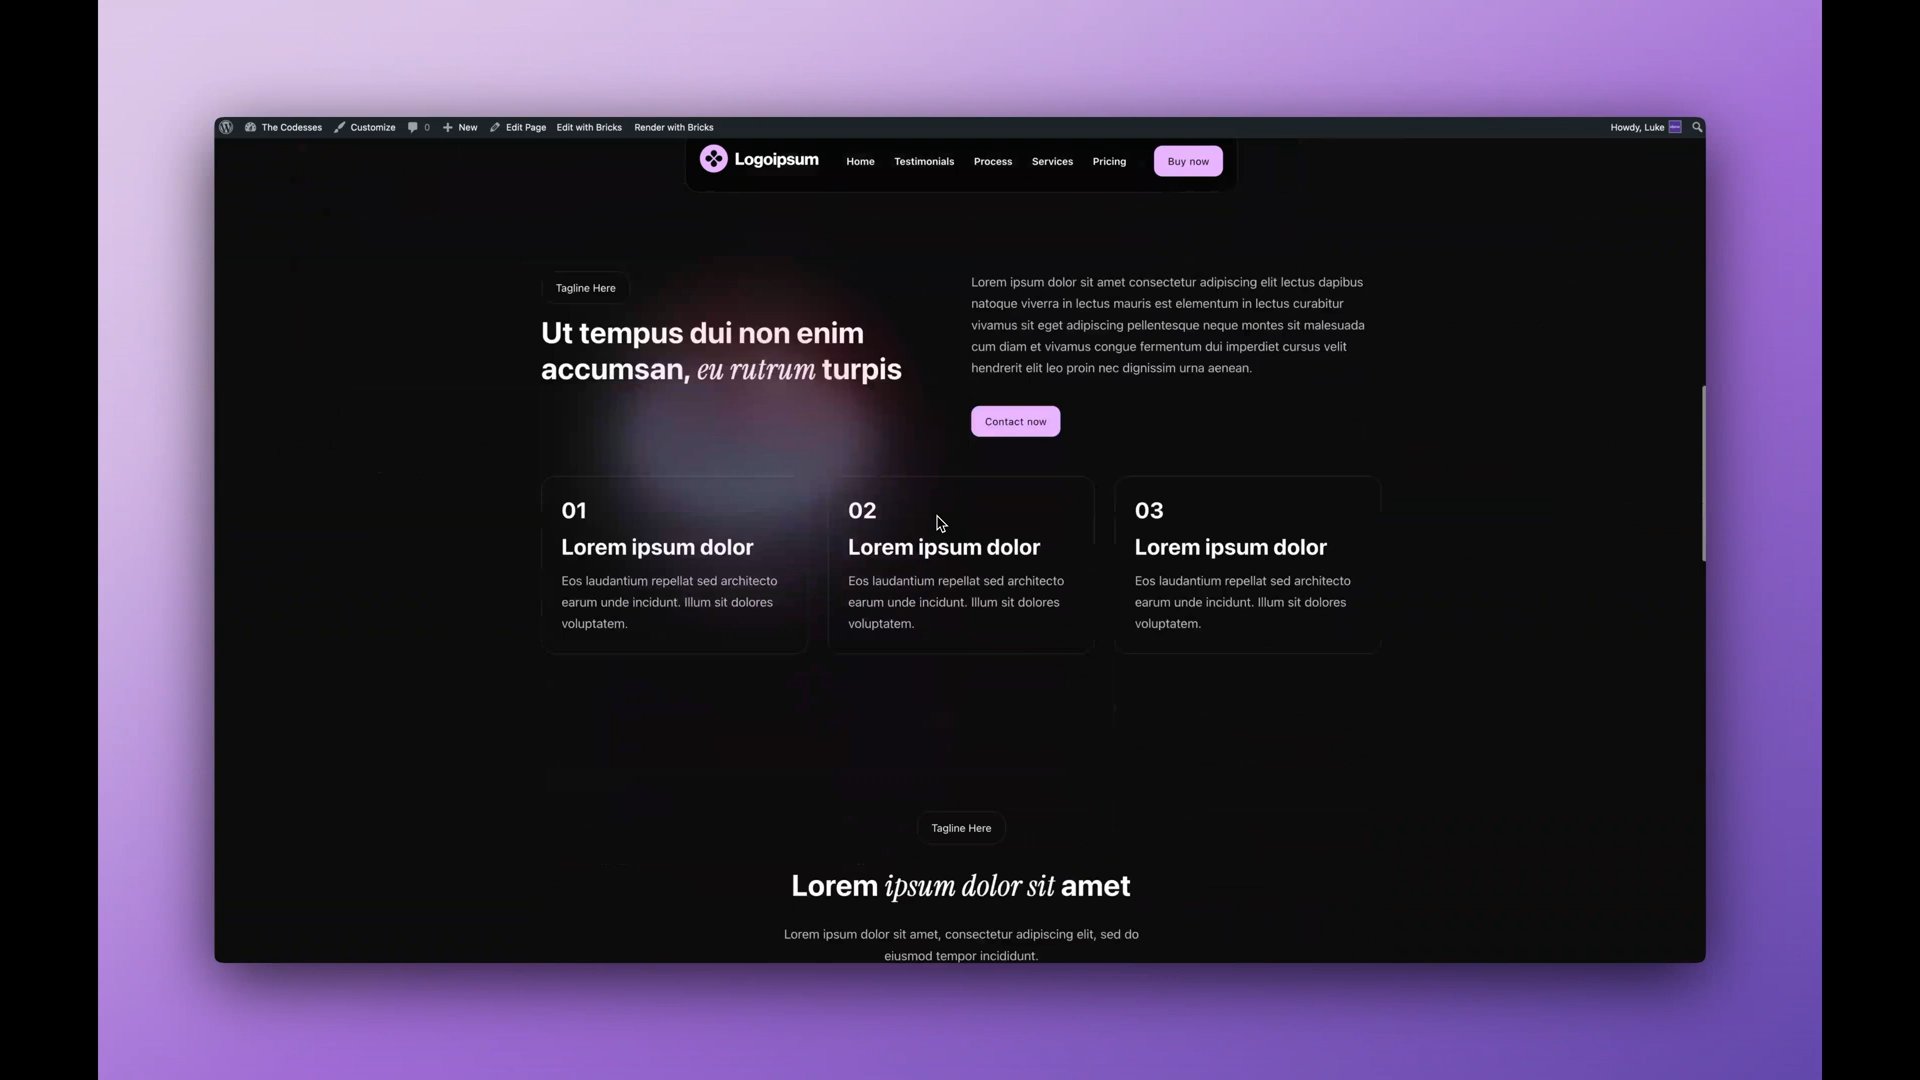 The Codesses Customize 0 New Edit Page Edit with Bricks Render with Bricks Howdy, Luke
Logoipsum Home Testimonials Process Services Pricing Buy now
Tagline Here
Ut tempus dui non enim
accumsan, eu rutrum turpis
Lorem ipsum dolor sit amet consectetur adipiscing elit lectus dapibus
natoque viverra in lectus mauris est elementum in lectus curabitur
vivamus sit eget adipiscing pellentesque neque montes sit malesuada
cum diam et vivamus congue fermentum dui imperdiet cursus velit
hendrerit elit leo proin nec dignissim urna aenean.
Contact now
01
Lorem ipsum dolor
Eos laudantium repellat sed architecto
earum unde incidunt. Illum sit dolores
voluptatem.
02
Lorem ipsum dolor
Eos laudantium repellat sed architecto
earum unde incidunt. Illum sit dolores
voluptatem.
03
Lorem ipsum dolor
Eos laudantium repellat sed architecto
earum unde incidunt. Illum sit dolores
voluptatem.
Tagline Here
Lorem ipsum dolor sit amet
Lorem ipsum dolor sit amet, consectetur adipiscing elit, sed do
eiusmod tempor incididunt.